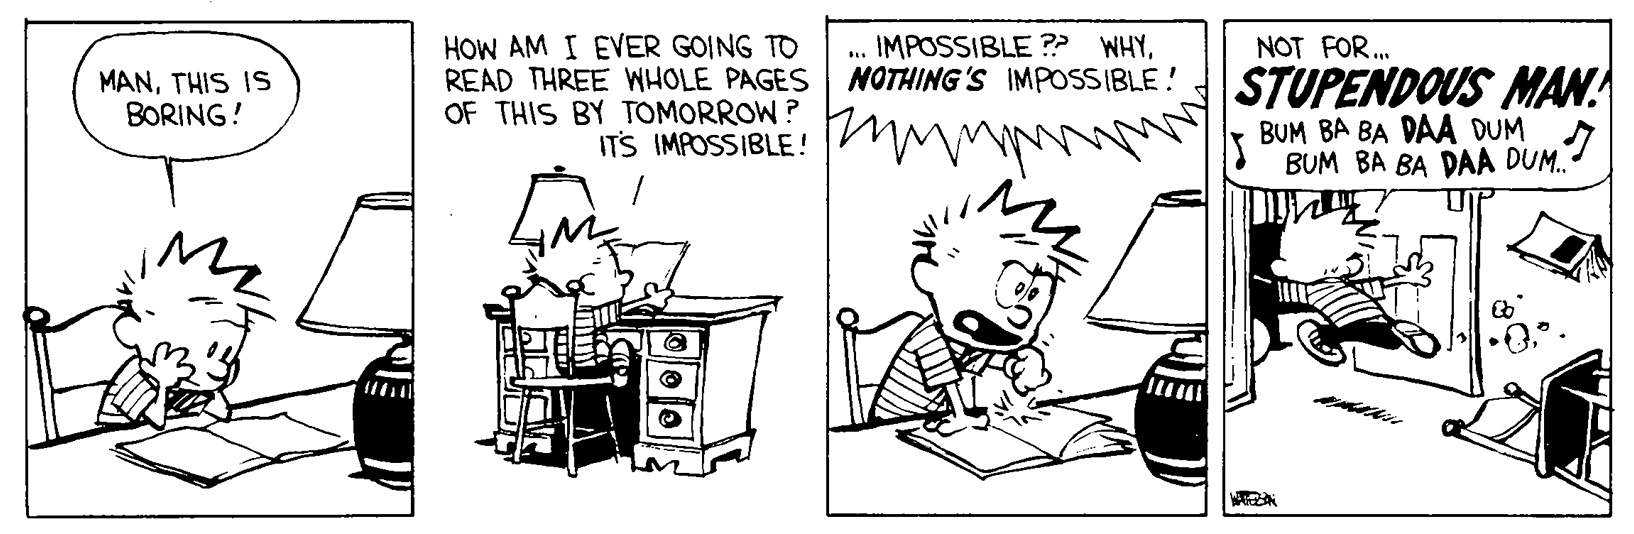 MAN, THIS IS
BORING!
HOW AM I EVER GOING TO
READ THREE WHOLE PAGES
OF THIS BY TOMORROW?
IT'S IMPOSSIBLE!
... IMPOSSIBLE?? WHY,
NOTHING'S IMPOSSIBLE!
NOT FOR...
STUPENDOUS MAN!
BUM BA BA DAA DUM
BUM BA BA DAA DUM..
WATTERSON